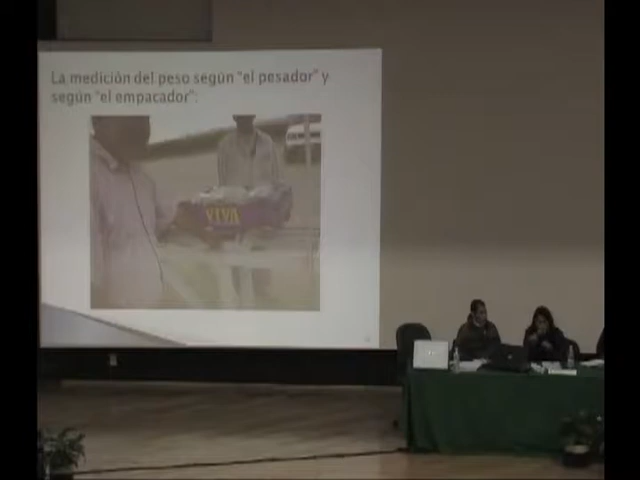 La medición del peso según "el pesador" y
según "el empacador":
VIVA